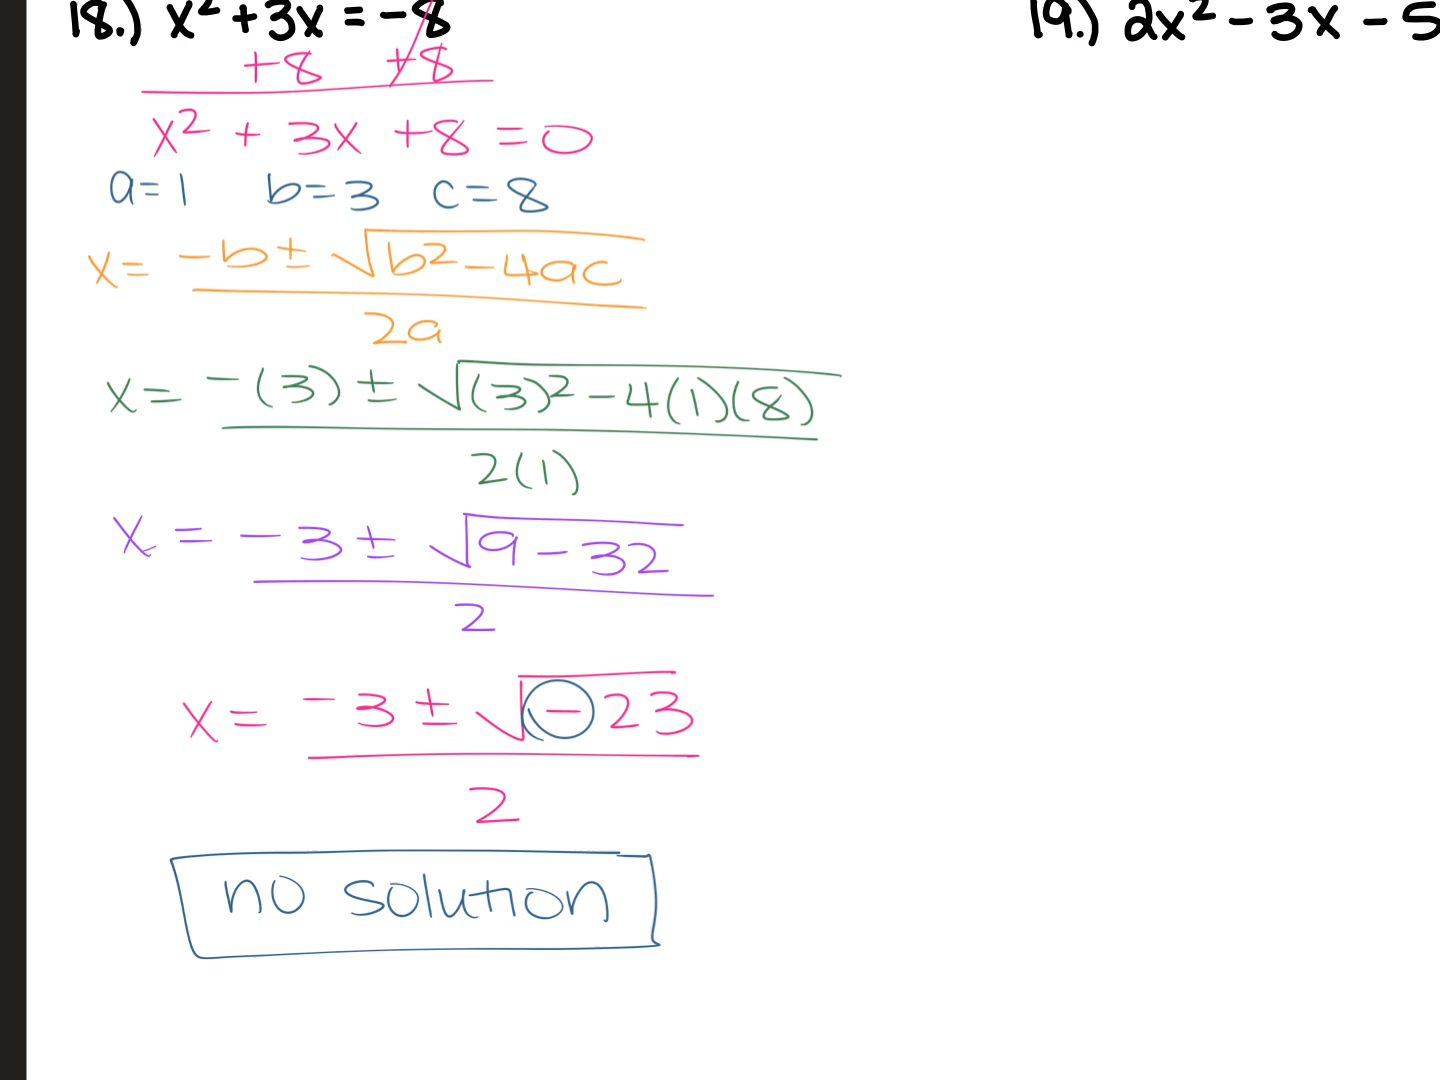 18.) x² + 3x = -8
19.) 2x² - 3x - 5
+8 +8
x² + 3x + 8 = 0
a = 1 b = 3 c = 8
x = -b ± √b² - 4ac
2a
x = -(3) ± √(3)² - 4(1)(8)
2(1)
x = -3 ± √9 - 32
2
x = -3 ± √-23
2
no solution